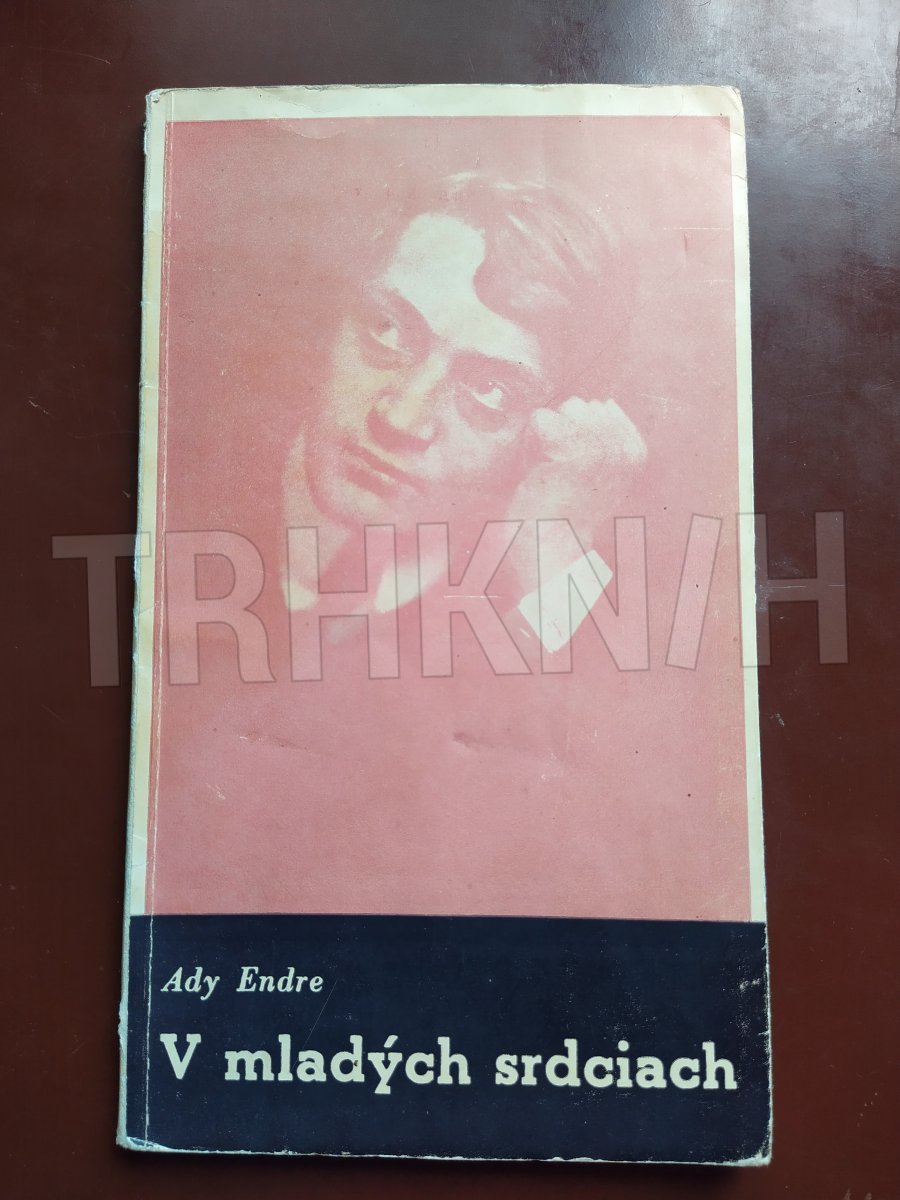 TRHKNIH
Ady Endre
V mladých srdciach